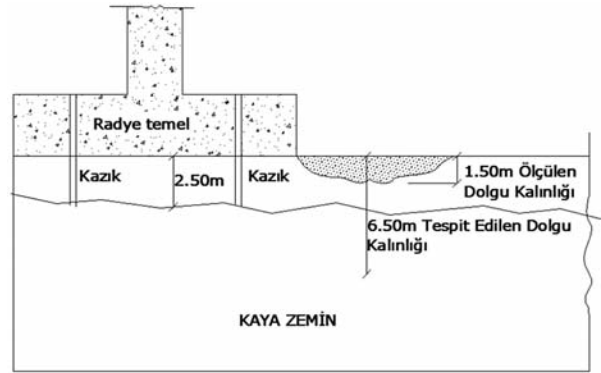 Radye temel
Kazık
2.50m
Kazık
1.50m Ölçülen
Dolgu Kalınlığı
6.50m Tespit Edilen Dolgu
Kalınlığı
KAYA ZEMİN